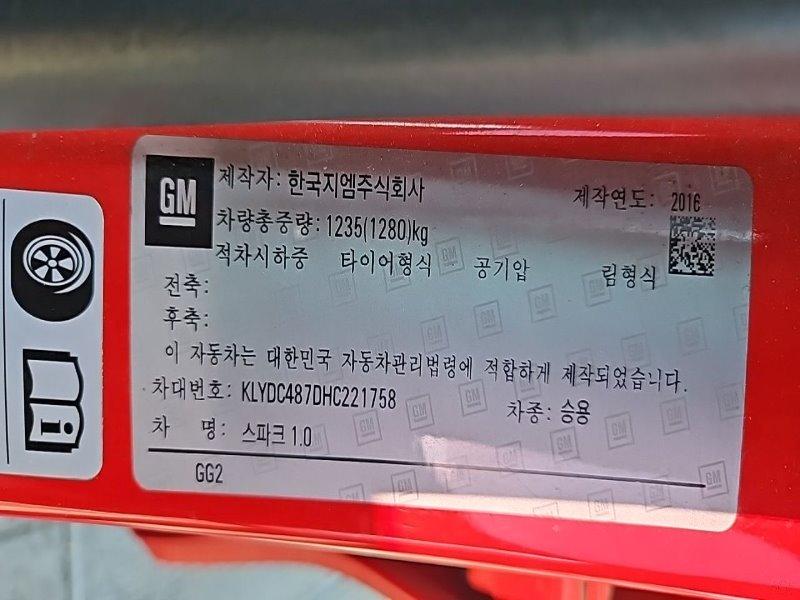 GM
제작자: 한국지엠주식회사
제작연도: 2016
차량총중량: 1235(1280)kg
적차시하중 타이어형식 공기압 림형식
전축:
후축:
이 자동차는 대한민국 자동차관리법령에 적합하게 제작되었습니다.
차대번호: KLYDC487DHC221758
차종: 승용
차 명: 스파크 1.0
GG2